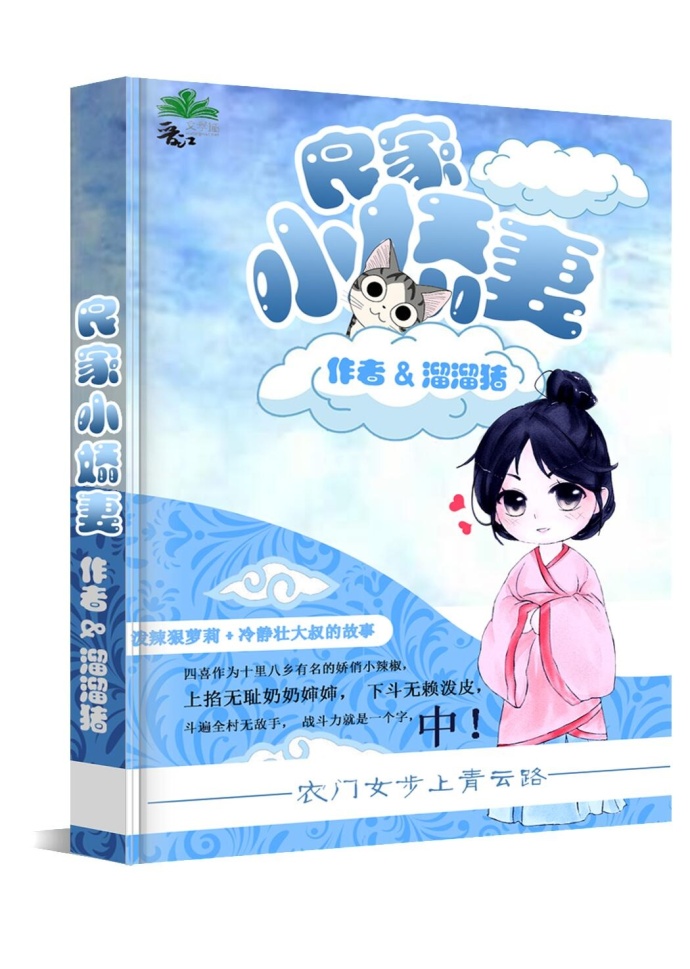 晋江
文学城
民家
小娇妻
作者 & 溜溜猪
泼辣狠萝莉 + 冷静壮大叔的故事
四喜作为十里八乡有名的娇俏小辣椒，
上掐无耻奶奶婶婶， 下斗无赖泼皮，
斗遍全村无敌手， 战斗力就是一个字， 中！
农门女步上青云路
民家小娇妻
作者 & 溜溜猪